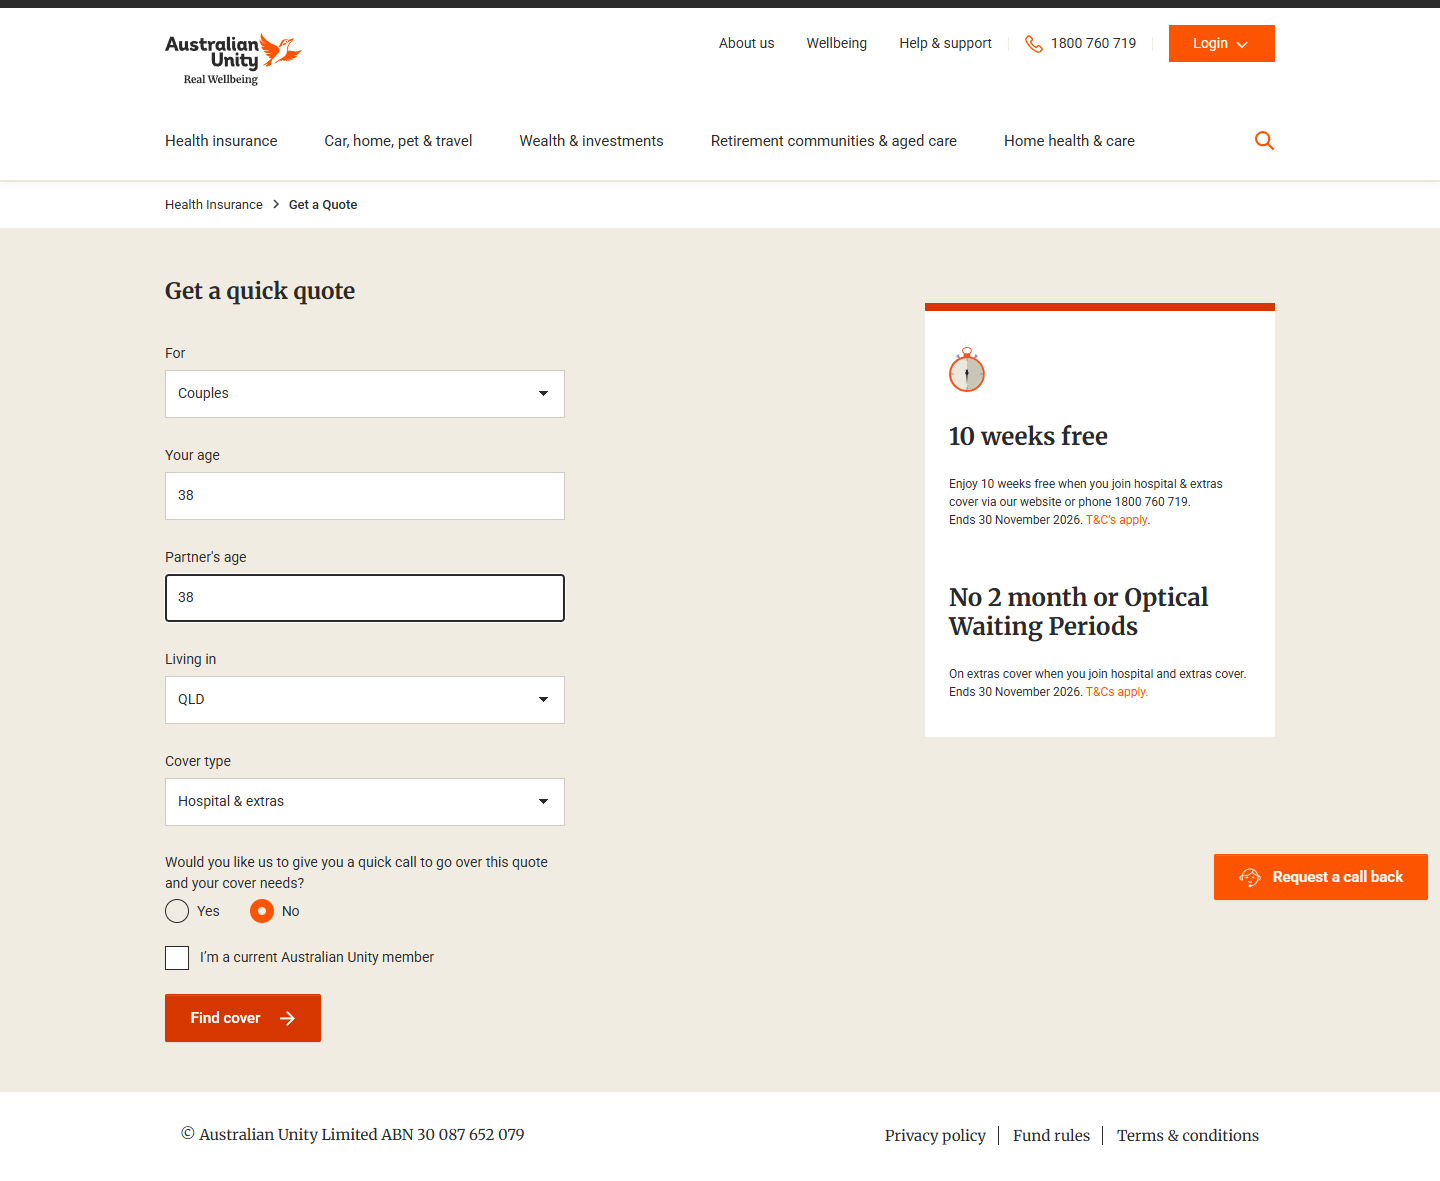 Australian
Unity
Real Wellbeing
About us
Wellbeing
Help & support
1800 760 719
Login
Health insurance
Car, home, pet & travel
Wealth & investments
Retirement communities & aged care
Home health & care
Health Insurance
Get a Quote
Get a quick quote
For
Couples
Your age
38
Partner's age
38
Living in
QLD
Cover type
Hospital & extras
Would you like us to give you a quick call to go over this quote
and your cover needs?
Yes
No
I’m a current Australian Unity member
Find cover
10 weeks free
Enjoy 10 weeks free when you join hospital & extras
cover via our website or phone 1800 760 719.
Ends 30 November 2026. T&C’s apply.
No 2 month or Optical
Waiting Periods
On extras cover when you join hospital and extras cover.
Ends 30 November 2026. T&Cs apply.
Request a call back
© Australian Unity Limited ABN 30 087 652 079
Privacy policy
Fund rules
Terms & conditions